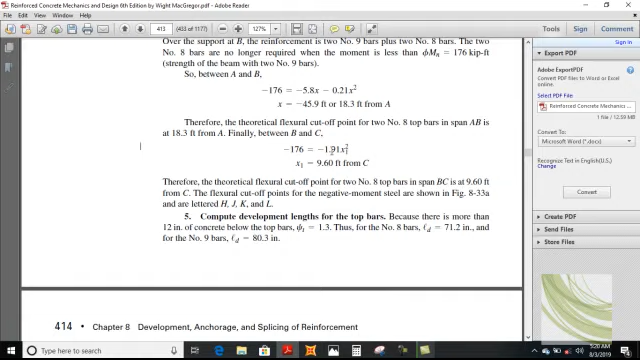 Reinforced Concrete Mechanics and Design 6th Edition by Wight MacGregor.pdf - Adobe Reader
File Edit View Window Help
413 (433 of 1177) 127% Tools Sign Comment
Over the support at B, the reinforcement is two No. 9 bars plus two No. 8 bars. The two
No. 8 bars are no longer required when the moment is less than ϕMn = 176 kip-ft
(strength of the beam with two No. 9 bars).
So, between A and B,
−176 = −5.8x − 0.21x²
x = −45.9 ft or 18.3 ft from A
Therefore, the theoretical flexural cut-off point for two No. 8 top bars in span AB is
at 18.3 ft from A. Finally, between B and C,
−176 = −1.91x₁²
x₁ = 9.60 ft from C
Therefore, the theoretical flexural cut-off point for two No. 8 bars in span BC is at 9.60 ft
from C. The flexural cut-off points for the negative-moment steel are shown in Fig. 8-33a
and are lettered H, J, K, and L.
5. Compute development lengths for the top bars. Because there is more than
12 in. of concrete below the top bars, ψt = 1.3. Thus, for the No. 8 bars, ℓd = 71.2 in., and
for the No. 9 bars, ℓd = 80.3 in.
414 • Chapter 8 Development, Anchorage, and Splicing of Reinforcement
Export PDF
Adobe ExportPDF
Convert PDF files to Word or Excel
online.
Select PDF File:
Reinforced Concrete Mechanics
1 file / 12.59 MB
Convert To:
Microsoft Word (*.docx)
Recognize Text in English(U.S.)
Change
Convert
Create PDF
Send Files
Store Files
Type here to search
5:20 AM
8/3/2019